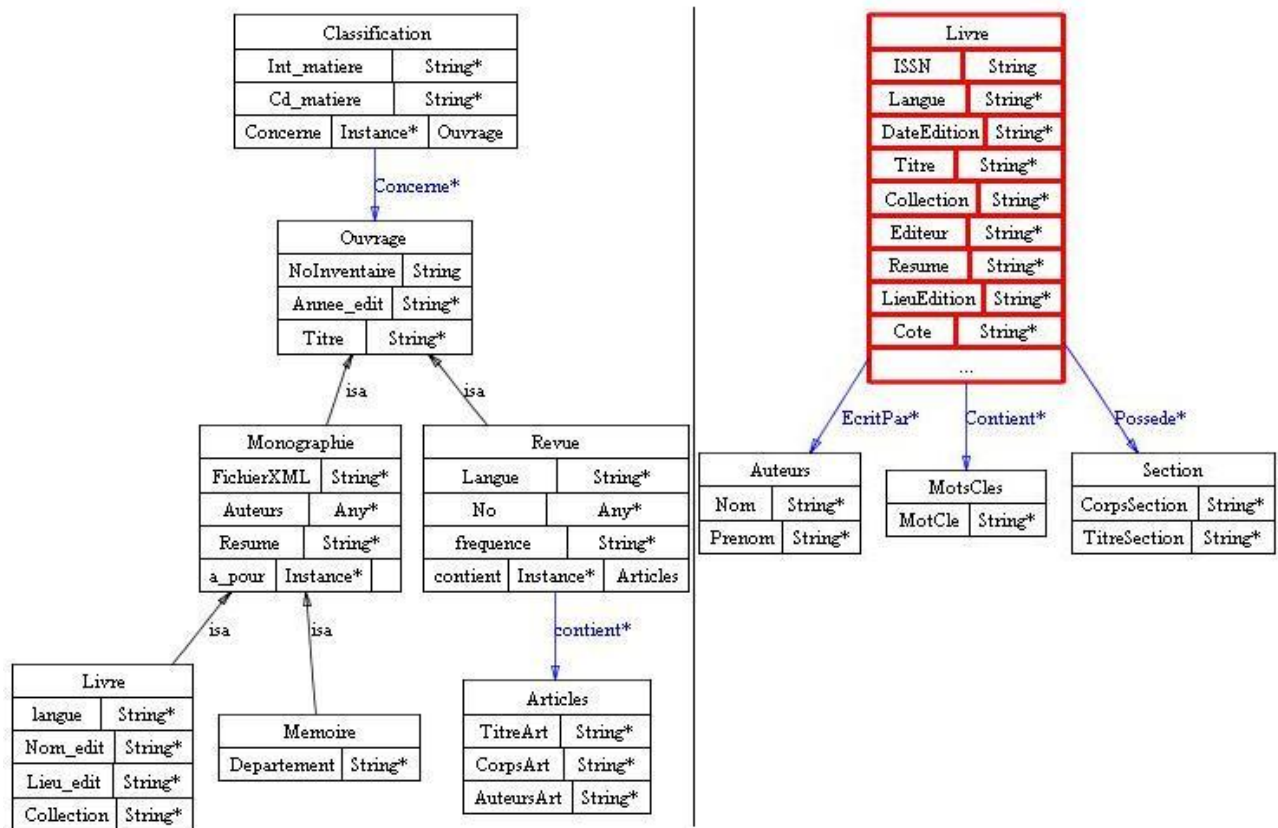 Classification
Int_matiere String*
Cd_matiere String*
Concerne Instance* Ouvrage
Concerne*
Ouvrage
NoInventaire String
Annee_edit String*
Titre String*
isa
isa
Monographie
FichierXML String*
Auteurs Any*
Resume String*
a_pour Instance*
Revue
Langue String*
No Any*
frequence String*
contient Instance* Articles
isa
isa
contient*
Livre
langue String*
Nom_edit String*
Lieu_edit String*
Collection String*
Memoire
Departement String*
Articles
TitreArt String*
CorpsArt String*
AuteursArt String*
Livre
ISSN String
Langue String*
DateEdition String*
Titre String*
Collection String*
Editeur String*
Resume String*
LieuEdition String*
Cote String*
...
EcritPar*
Contient*
Possede*
Auteurs
Nom String*
Prenom String*
MotsCles
MotCle String*
Section
CorpsSection String*
TitreSection String*